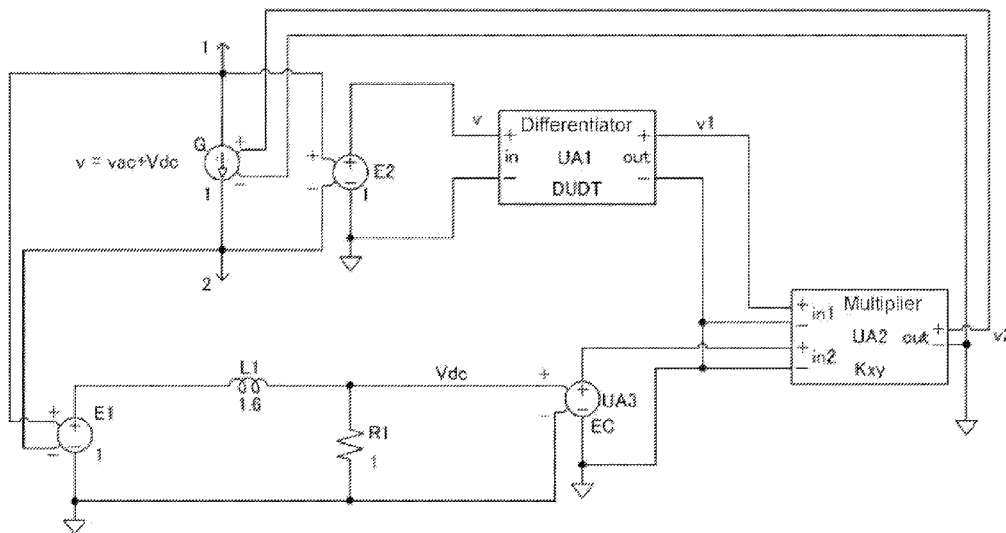 1
G
v = vac+Vdc
1
2
+
−
+
−
+
−
E2
1
v
Differentiator
+
in
−
UA1
DUDT
+
out
−
v1
Multiplier
+
in1
−
+
in2
−
UA2
Kxy
out
+
−
v2
L1
1.6
Vdc
+
−
E1
+
−
1
R1
1
+
−
+
−
UA3
EC